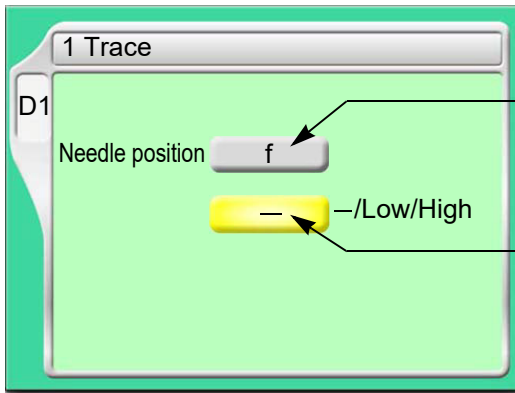 1 Trace
D1
Needle position f
— —/Low/High